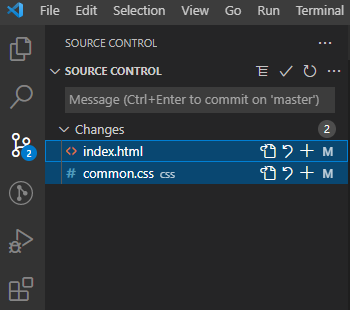 File Edit Selection View Go Run Terminal
SOURCE CONTROL
SOURCE CONTROL
Message (Ctrl+Enter to commit on 'master')
Changes 2
index.html M
common.css css M
2